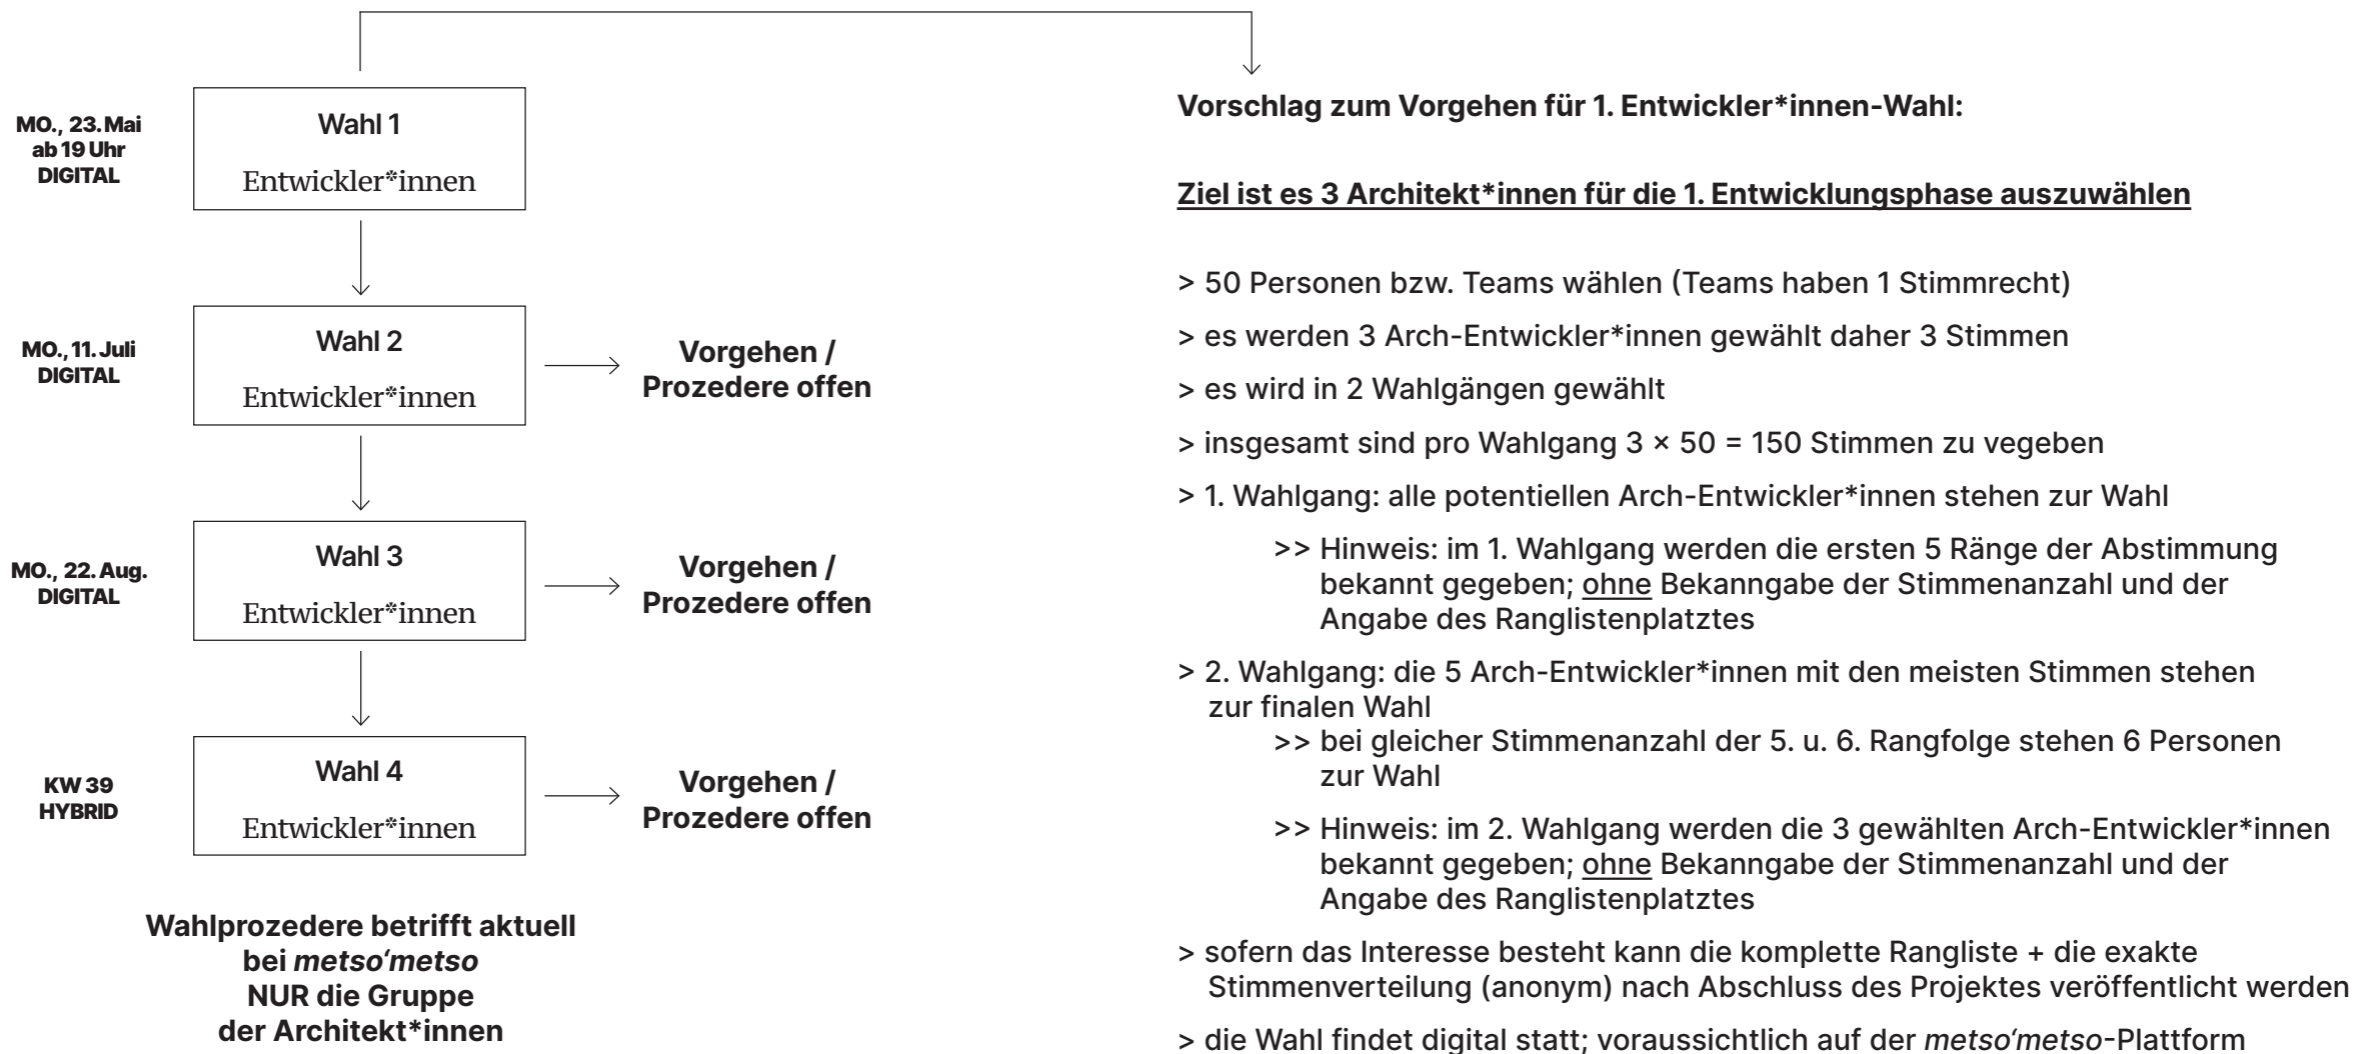 MO., 23. Mai
ab 19 Uhr
DIGITAL
Wahl 1
Entwickler*innen
MO., 11. Juli
DIGITAL
Wahl 2
Entwickler*innen
Vorgehen /
Prozedere offen
MO., 22. Aug.
DIGITAL
Wahl 3
Entwickler*innen
Vorgehen /
Prozedere offen
KW 39
HYBRID
Wahl 4
Entwickler*innen
Vorgehen /
Prozedere offen
Wahlprozedere betrifft aktuell
bei metso‘metso
NUR die Gruppe
der Architekt*innen
Vorschlag zum Vorgehen für 1. Entwickler*innen-Wahl:
Ziel ist es 3 Architekt*innen für die 1. Entwicklungsphase auszuwählen
> 50 Personen bzw. Teams wählen (Teams haben 1 Stimmrecht)
> es werden 3 Arch-Entwickler*innen gewählt daher 3 Stimmen
> es wird in 2 Wahlgängen gewählt
> insgesamt sind pro Wahlgang 3 × 50 = 150 Stimmen zu vegeben
> 1. Wahlgang: alle potentiellen Arch-Entwickler*innen stehen zur Wahl
>> Hinweis: im 1. Wahlgang werden die ersten 5 Ränge der Abstimmung
bekannt gegeben; ohne Bekanngabe der Stimmenanzahl und der
Angabe des Ranglistenplatztes
> 2. Wahlgang: die 5 Arch-Entwickler*innen mit den meisten Stimmen stehen
zur finalen Wahl
>> bei gleicher Stimmenanzahl der 5. u. 6. Rangfolge stehen 6 Personen
zur Wahl
>> Hinweis: im 2. Wahlgang werden die 3 gewählten Arch-Entwickler*innen
bekannt gegeben; ohne Bekanngabe der Stimmenanzahl und der
Angabe des Ranglistenplatztes
> sofern das Interesse besteht kann die komplette Rangliste + die exakte
Stimmenverteilung (anonym) nach Abschluss des Projektes veröffentlicht werden
> die Wahl findet digital statt; voraussichtlich auf der metso‘metso-Plattform